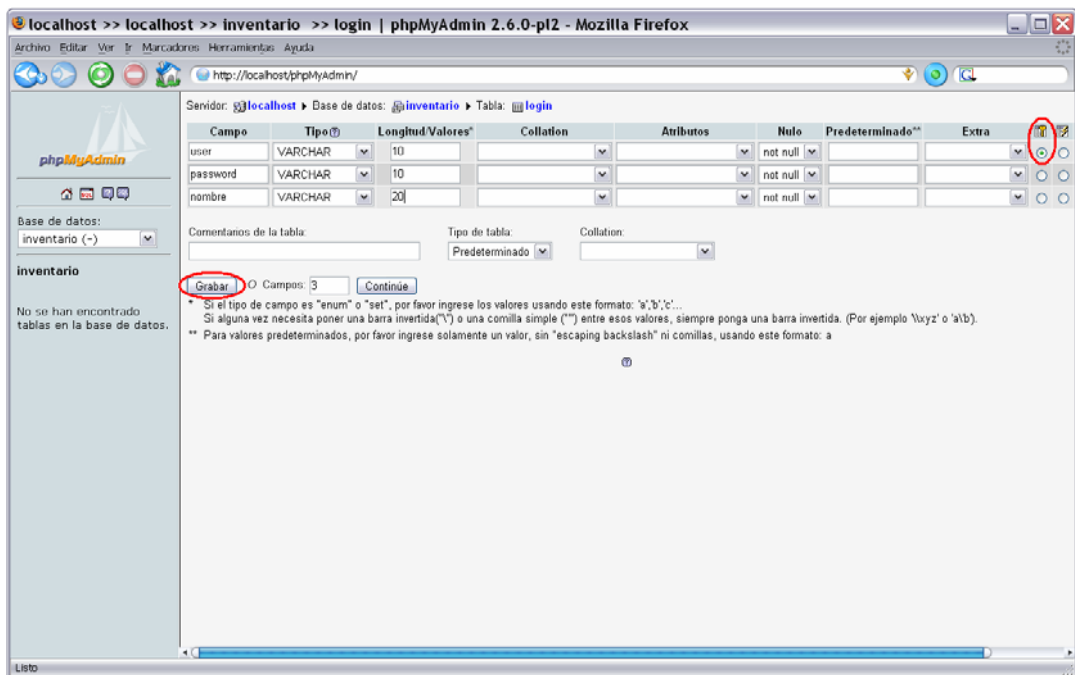 localhost >> localhost >> inventario >> login | phpMyAdmin 2.6.0-pl2 - Mozilla Firefox
Archivo Editar Ver Ir Marcadores Herramientas Ayuda
http://localhost/phpMyAdmin/
phpMyAdmin
SQL
Base de datos:
inventario (-)
inventario
No se han encontrado
tablas en la base de datos.
Servidor: localhost ▸ Base de datos: inventario ▸ Tabla: login
Campo Tipo Longitud/Valores* Collation Atributos Nulo Predeterminado** Extra
user VARCHAR 10 not null
password VARCHAR 10 not null
nombre VARCHAR 20 not null
Comentarios de la tabla: Tipo de tabla: Collation:
Predeterminado
Grabar O Campos: 3 Continúe
* Si el tipo de campo es "enum" o "set", por favor ingrese los valores usando este formato: 'a','b','c'...
Si alguna vez necesita poner una barra invertida("\") o una comilla simple ("'") entre esos valores, siempre ponga una barra invertida. (Por ejemplo '\\xyz' o 'a\'b').
** Para valores predeterminados, por favor ingrese solamente un valor, sin "escaping backslash" ni comillas, usando este formato: a
Listo